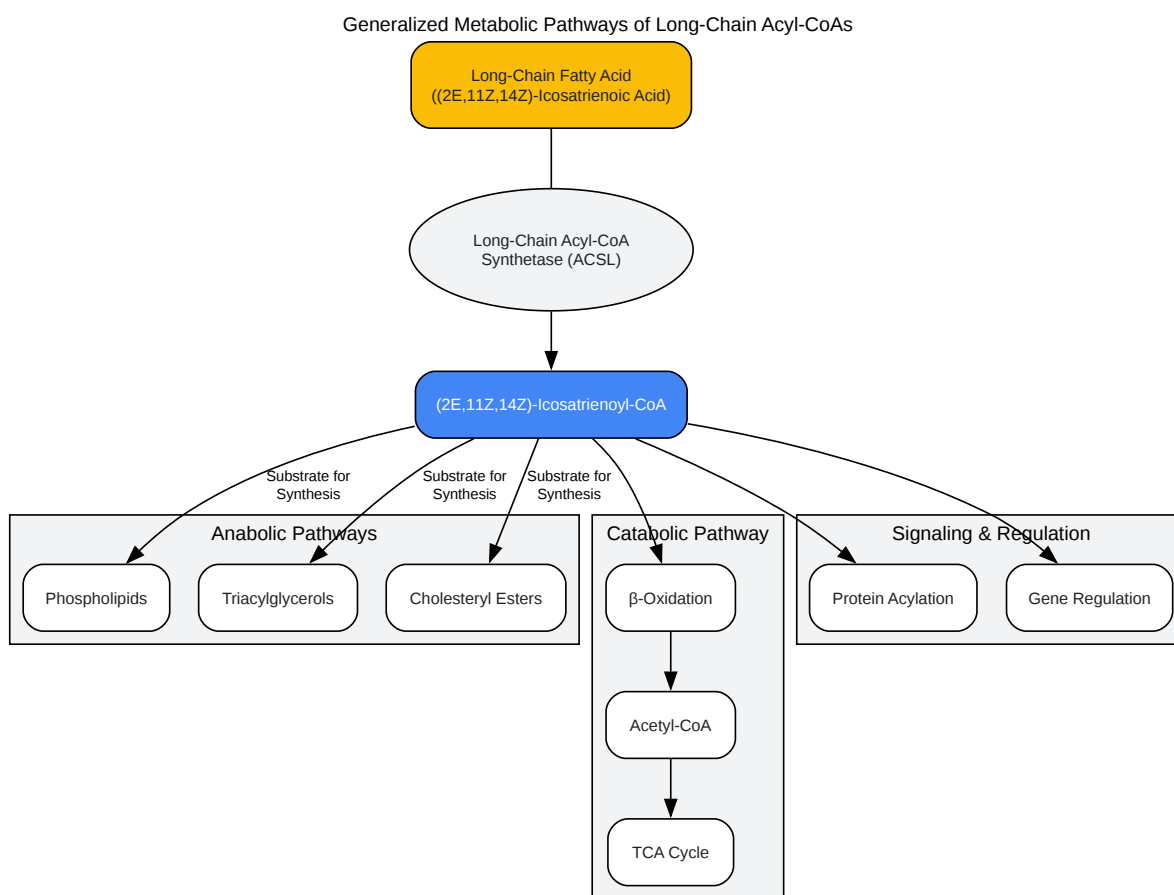 Generalized Metabolic Pathways of Long-Chain Acyl-CoAs
Long-Chain Fatty Acid
((2E,11Z,14Z)-Icosatrienoic Acid)
Long-Chain Acyl-CoA
Synthetase (ACSL)
(2E,11Z,14Z)-Icosatrienoyl-CoA
Substrate for
Synthesis
Substrate for
Synthesis
Substrate for
Synthesis
Anabolic Pathways
Phospholipids
Triacylglycerols
Cholesteryl Esters
Catabolic Pathway
β-Oxidation
Acetyl-CoA
TCA Cycle
Signaling & Regulation
Protein Acylation
Gene Regulation